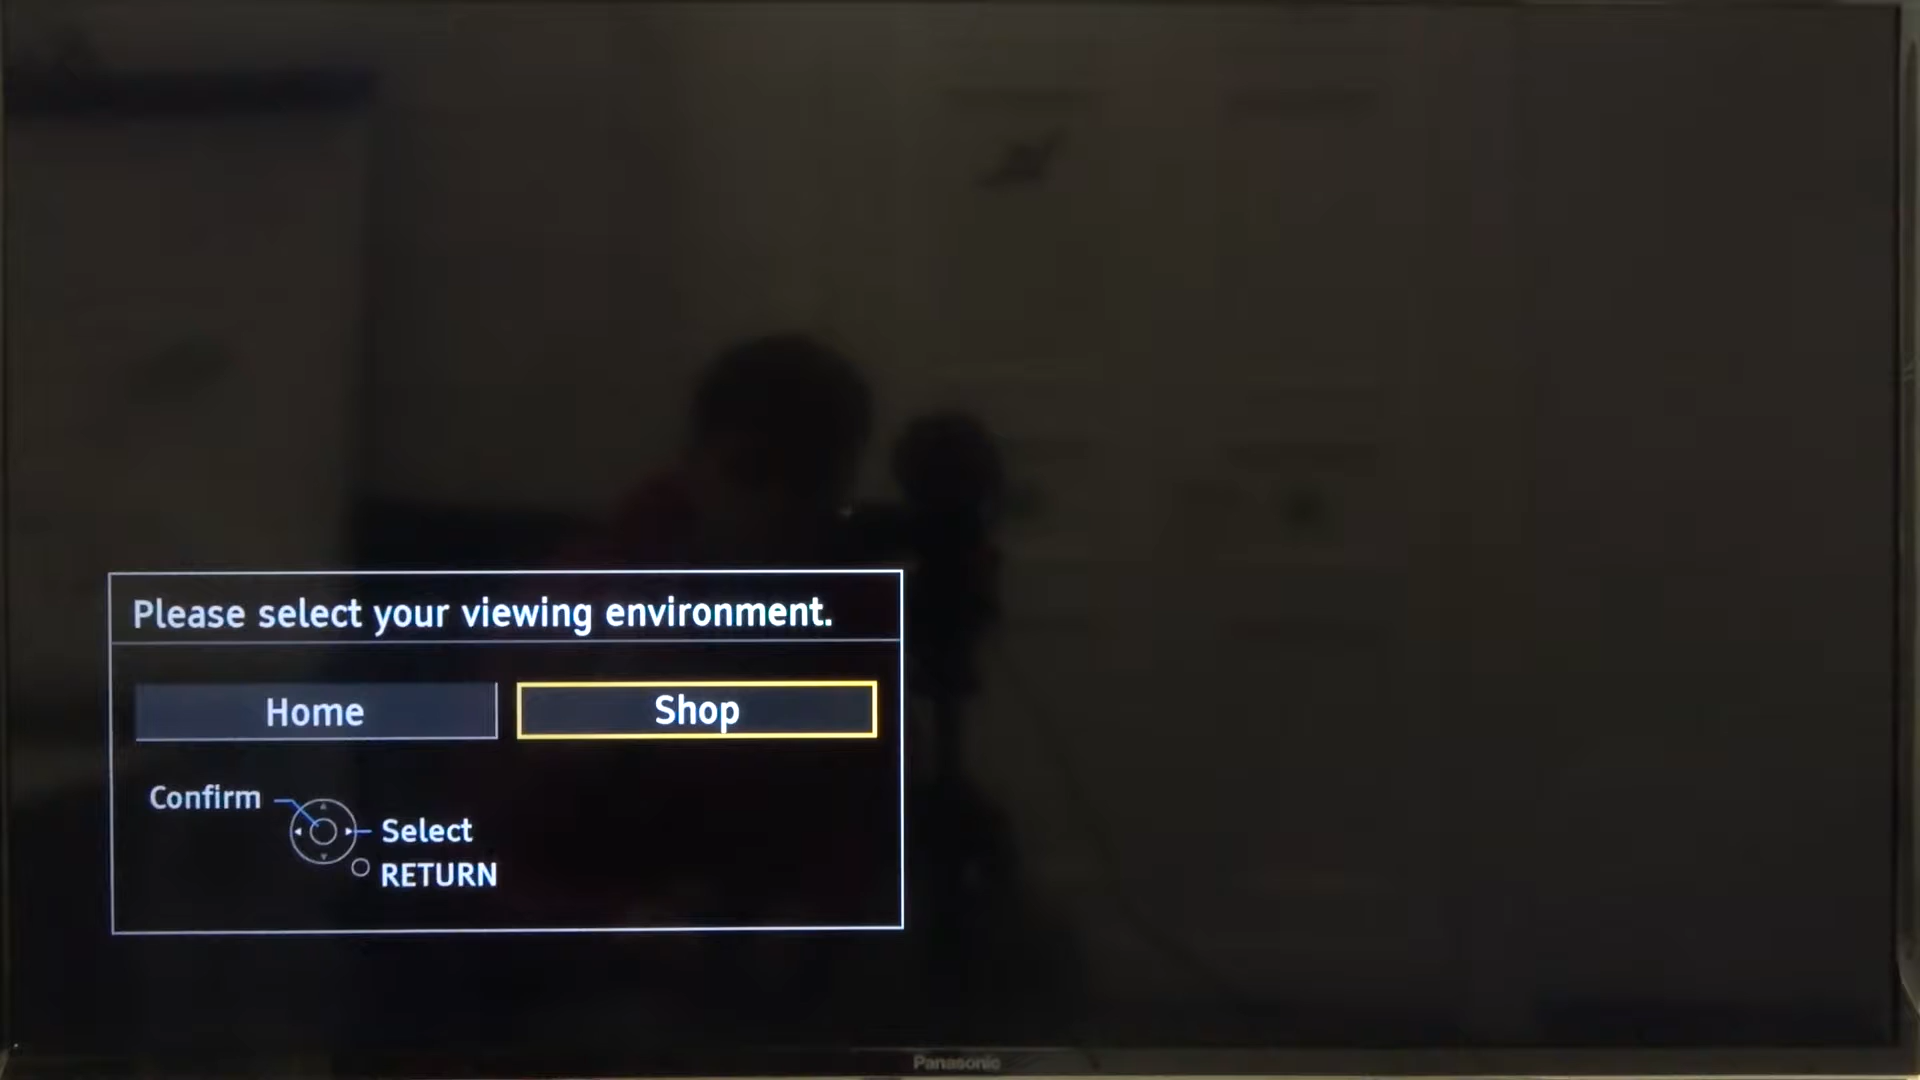 Please select your viewing environment.
Home
Shop
Confirm
Select
RETURN
Panasonic